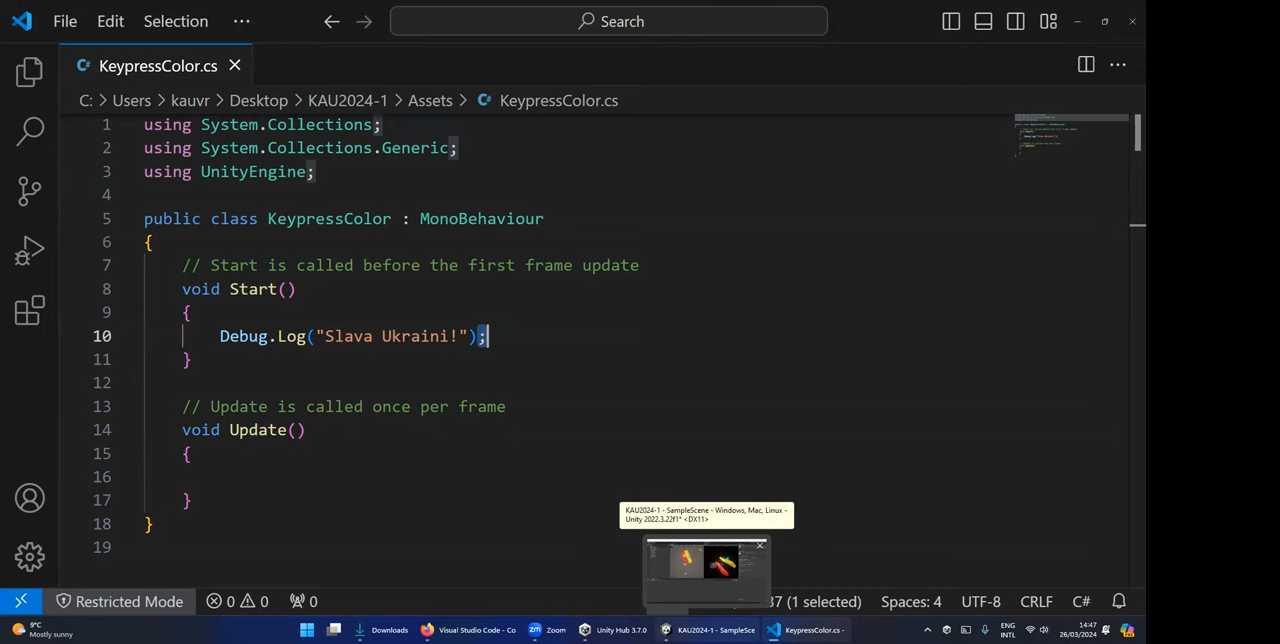 File Edit Selection ··· Search
KeypressColor.cs
C: > Users > kauvr > Desktop > KAU2024-1 > Assets > KeypressColor.cs
1 using System.Collections;
2 using System.Collections.Generic;
3 using UnityEngine;
4
5 public class KeypressColor : MonoBehaviour
6 {
7 // Start is called before the first frame update
8 void Start()
9 {
10 Debug.Log("Slava Ukraini!");
11 }
12
13 // Update is called once per frame
14 void Update()
15 {
16
17 }
18 }
19
KAU2024-1 - SampleScene - Windows, Mac, Linux -
Unity 2022.3.22f1* <DX11>
Restricted Mode 0 0 0 37 (1 selected) Spaces: 4 UTF-8 CRLF C#
9°C
Mostly sunny
Downloads Visual Studio Code - Co Zoom Unity Hub 3.7.0 KAU2024-1 - SampleSce KeypressColor.cs -
ENG
INTL
14:47
26/03/2024